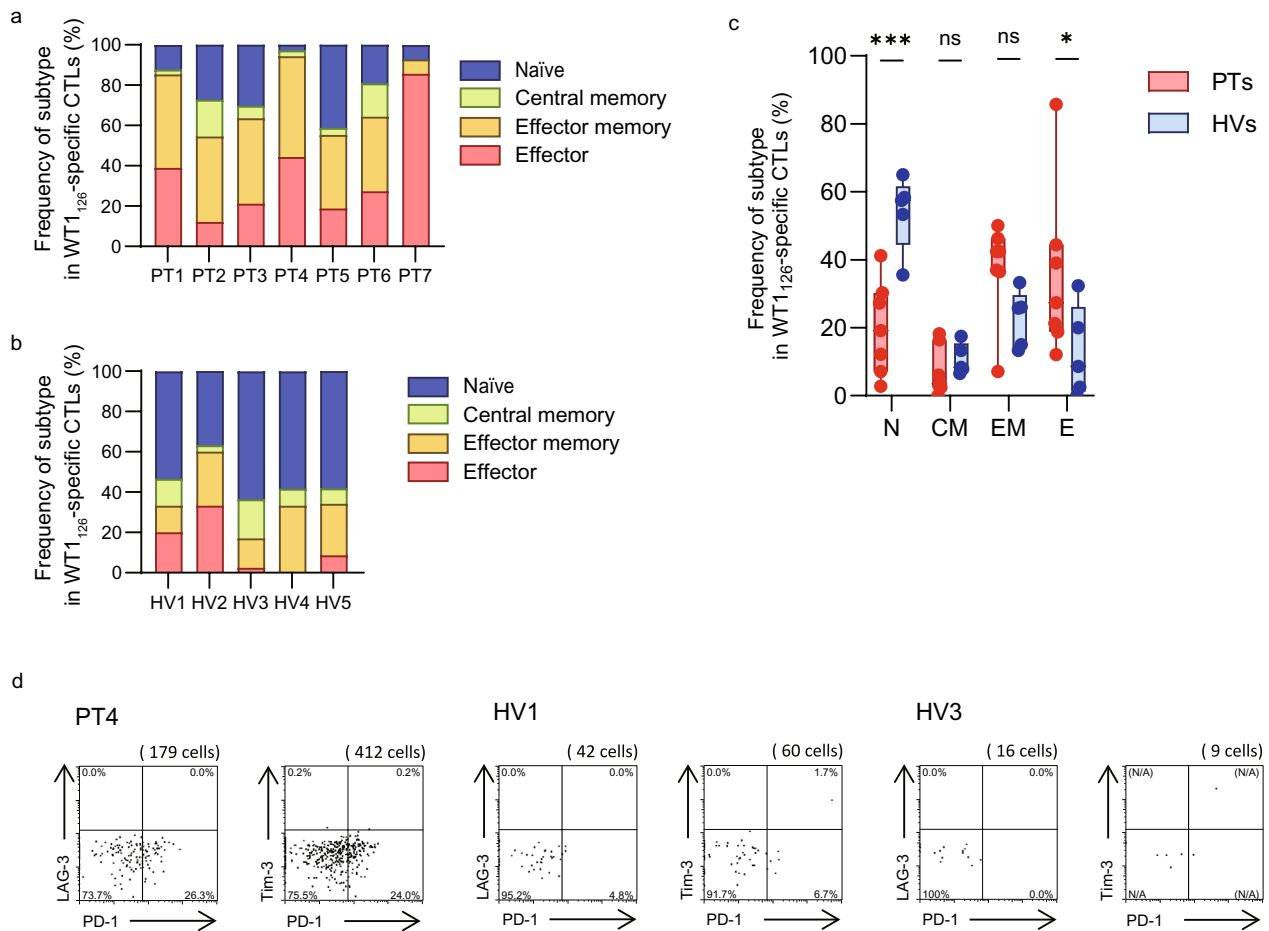 a
Frequency of subtype
in WT1₁₂₆-specific CTLs (%)
100
80
60
40
20
0
PT1 PT2 PT3 PT4 PT5 PT6 PT7
Naïve
Central memory
Effector memory
Effector
b
Frequency of subtype
in WT1₁₂₆-specific CTLs (%)
100
80
60
40
20
0
HV1 HV2 HV3 HV4 HV5
Naïve
Central memory
Effector memory
Effector
c
Frequency of subtype
in WT1₁₂₆-specific CTLs (%)
100
80
60
40
20
0
*** ns ns *
N CM EM E
PTs
HVs
d
PT4
( 179 cells)
0.0% 0.0%
73.7% 26.3%
LAG-3
PD-1
( 412 cells)
0.2% 0.2%
75.5% 24.0%
Tim-3
PD-1
HV1
( 42 cells)
0.0% 0.0%
95.2% 4.8%
LAG-3
PD-1
( 60 cells)
0.0% 1.7%
91.7% 6.7%
Tim-3
PD-1
HV3
( 16 cells)
0.0% 0.0%
100% 0.0%
LAG-3
PD-1
( 9 cells)
(N/A) (N/A)
N/A (N/A)
Tim-3
PD-1